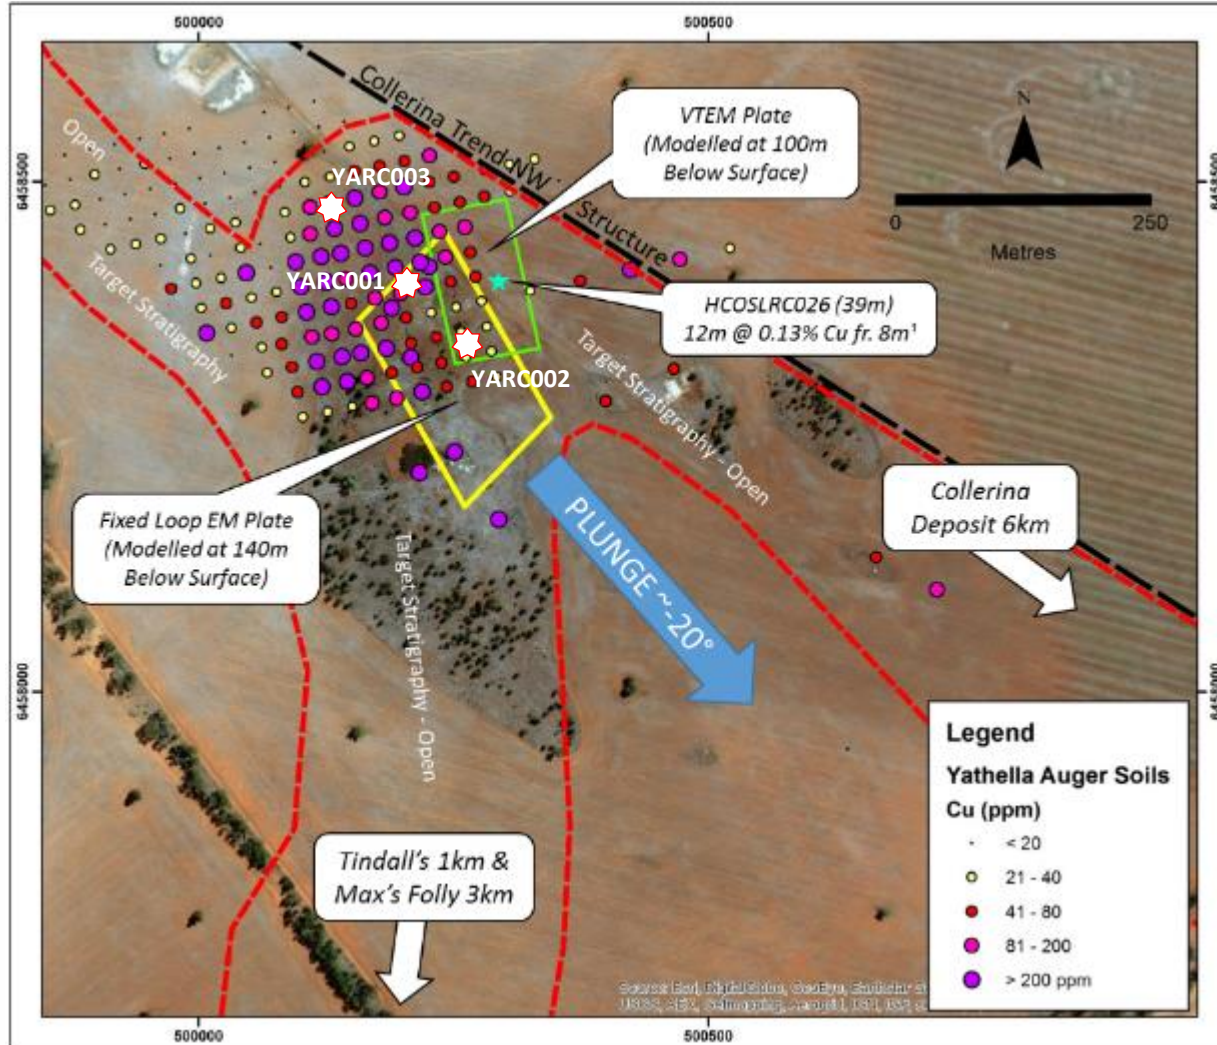 500000
500500
Collerina Trend NW
Structure
VTEM Plate
(Modelled at 100m
Below Surface)
N
0
250
Metres
Open
6458500
6458500
YARC003
YARC001
YARC002
Target Stratigraphy
HCOSLRC026 (39m)
12m @ 0.13% Cu fr. 8m¹
Target Stratigraphy - Open
Collerina
Deposit 6km
Fixed Loop EM Plate
(Modelled at 140m
Below Surface)
PLUNGE ~-20°
Target Stratigraphy - Open
6458000
6458000
Tindall's 1km &
Max's Folly 3km
Legend
Yathella Auger Soils
Cu (ppm)
< 20
21 - 40
41 - 80
81 - 200
> 200 ppm
Source: Esri, DigitalGlobe, GeoEye, Earthstar
500000
500500